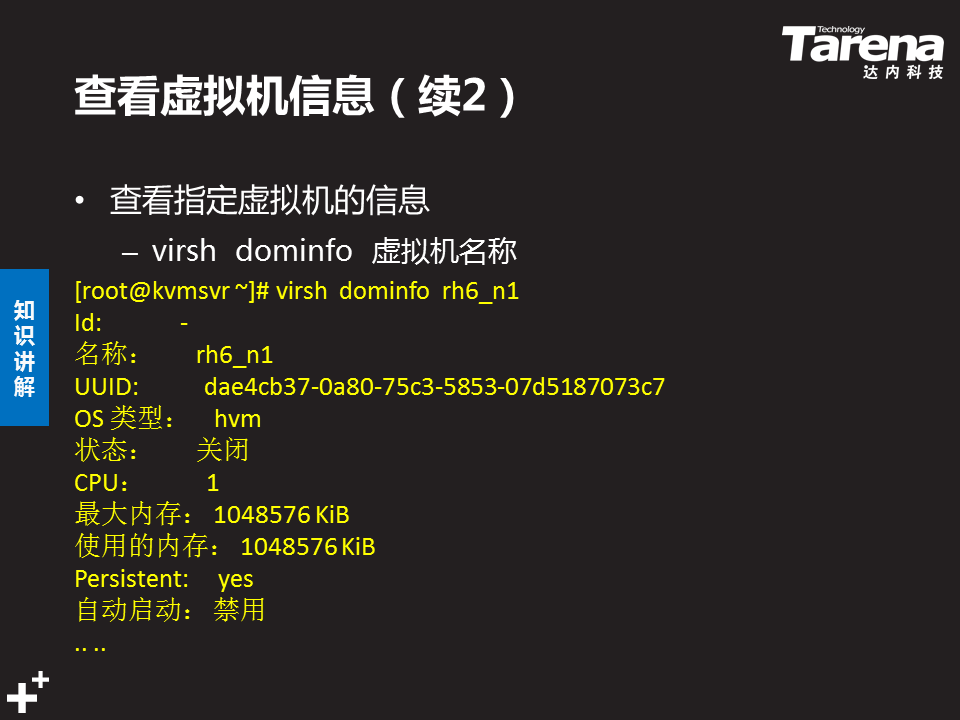 Technology
Tarena
达内科技
查看虚拟机信息（续2）
• 查看指定虚拟机的信息
– virsh dominfo 虚拟机名称
知识讲解
[root@kvmsvr ~]# virsh dominfo rh6_n1
Id: -
名称： rh6_n1
UUID: dae4cb37-0a80-75c3-5853-07d5187073c7
OS 类型： hvm
状态： 关闭
CPU： 1
最大内存： 1048576 KiB
使用的内存： 1048576 KiB
Persistent: yes
自动启动： 禁用
.. ..